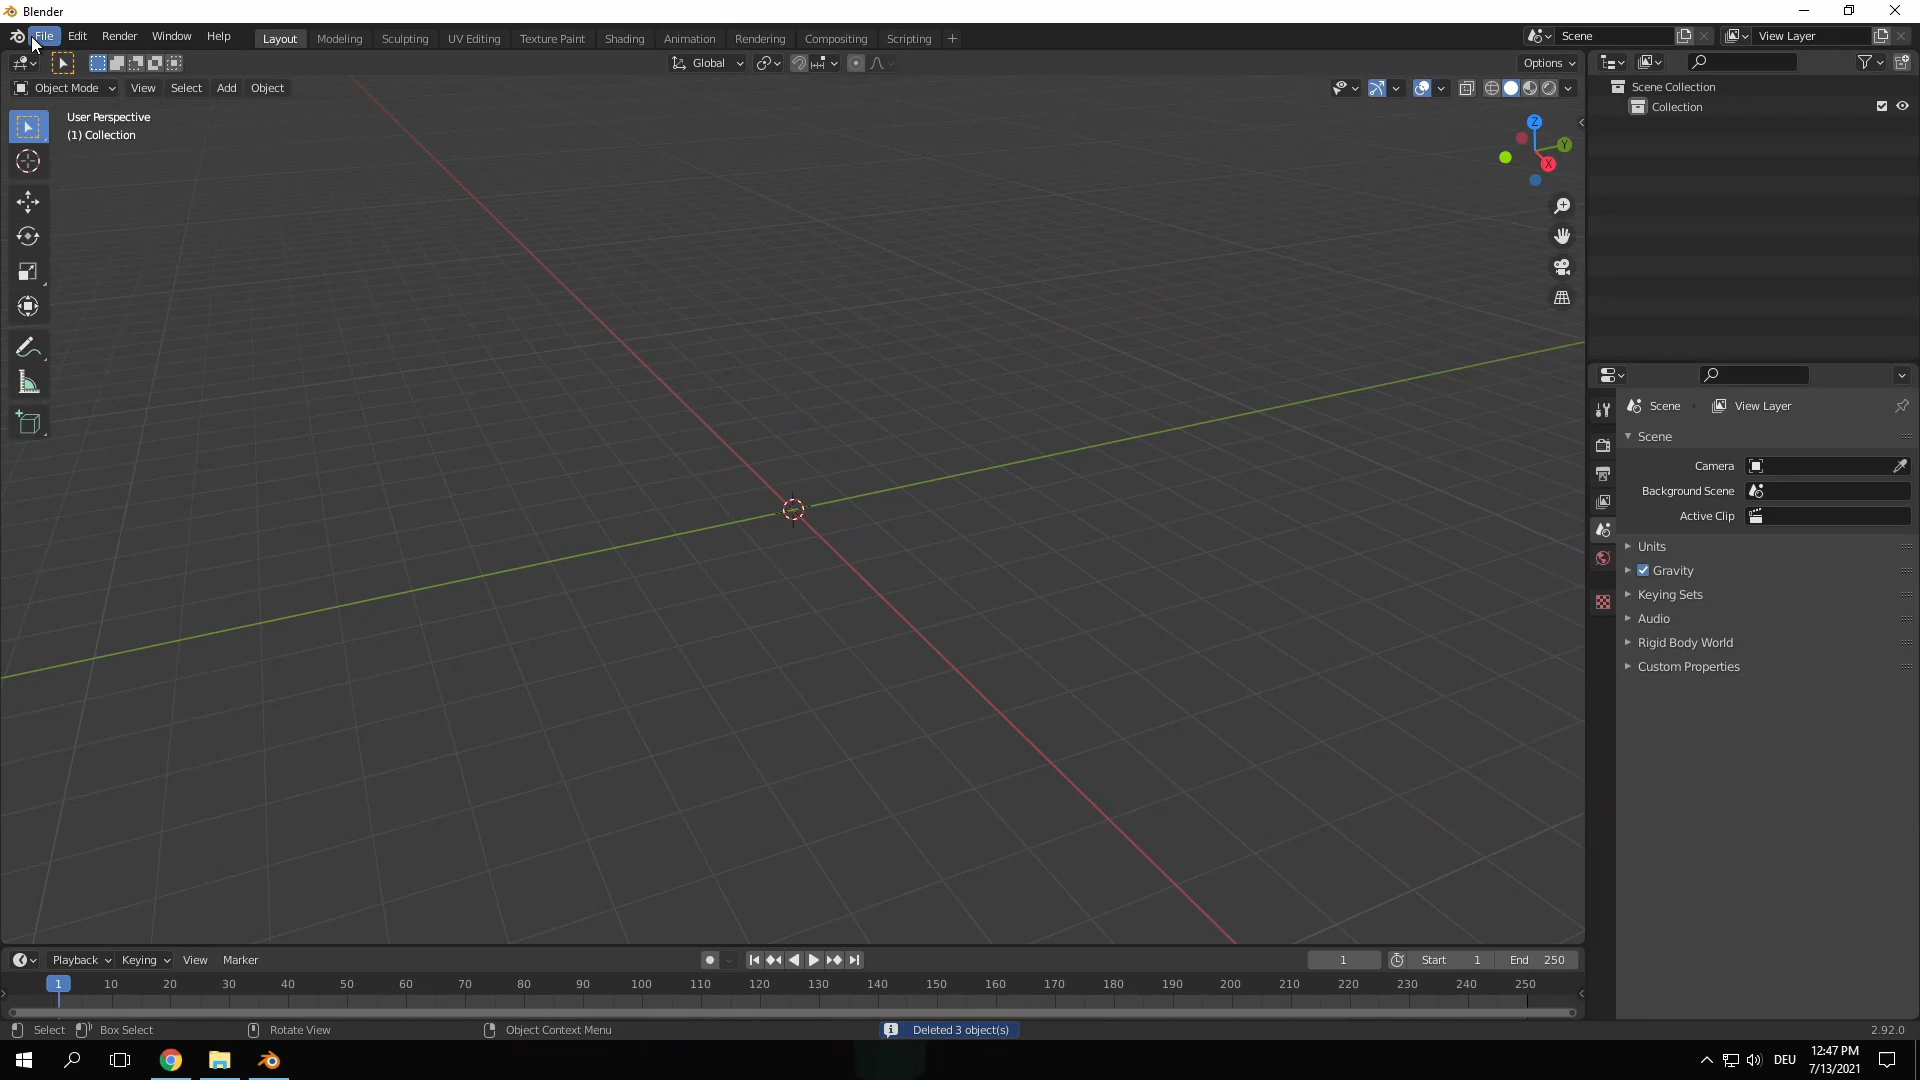 Blender
File Edit Render Window Help Layout Modeling Sculpting UV Editing Texture Paint Shading Animation Rendering Compositing Scripting + Scene View Layer
Global Options
Object Mode View Select Add Object
User Perspective
(1) Collection
Z
Y
X
Scene Collection
Collection
Scene View Layer
Scene
Camera
Background Scene
Active Clip
Units
Gravity
Keying Sets
Audio
Rigid Body World
Custom Properties
Playback Keying View Marker 1 Start 1 End 250
1 10 20 30 40 50 60 70 80 90 100 110 120 130 140 150 160 170 180 190 200 210 220 230 240 250
Select Box Select Rotate View Object Context Menu Deleted 3 object(s) 2.92.0
DEU 12:47 PM
7/13/2021